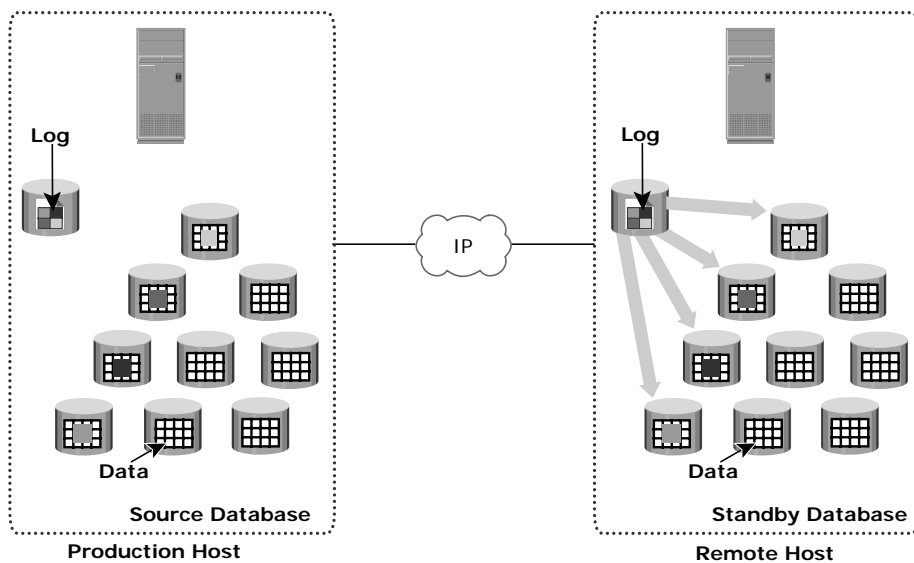 Log
Data
Source Database
Production Host
IP
Log
Data
Standby Database
Remote Host